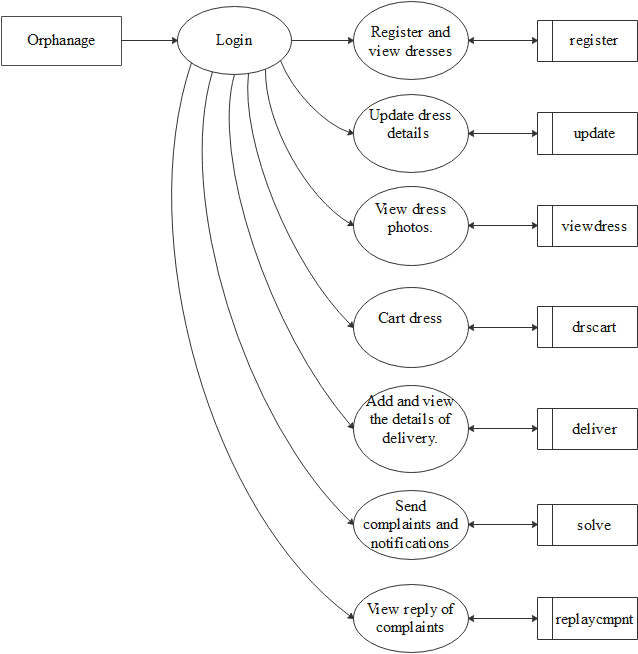 Orphanage
Login
Register and
view dresses
register
Update dress
details
update
View dress
photos.
viewdress
Cart dress
drscart
Add and view
the details of
delivery.
deliver
Send
complaints and
notifications
solve
View reply of
complaints
replaycmpnt